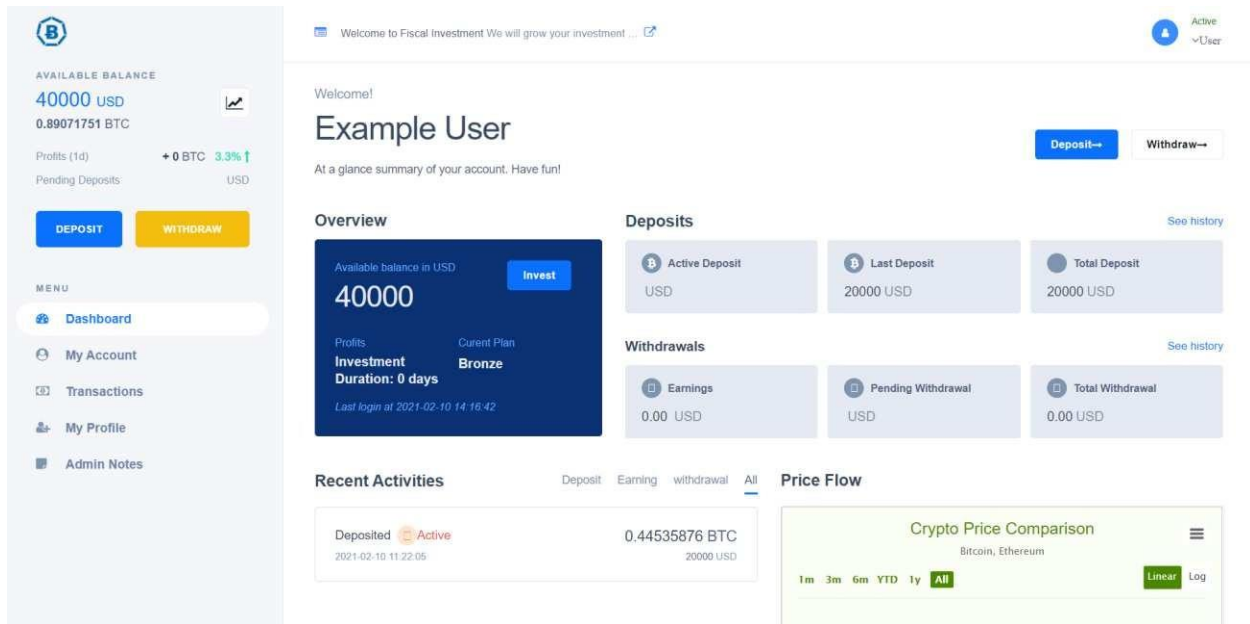 AVAILABLE BALANCE
40000 USD
0.89071751 BTC
Profits (1d) + 0 BTC 3.3%
Pending Deposits USD
DEPOSIT WITHDRAW
MENU
Dashboard
My Account
Transactions
My Profile
Admin Notes
Welcome to Fiscal Investment We will grow your investment ...
Active
User
Welcome!
Example User
At a glance summary of your account. Have fun!
Deposit→ Withdraw→
Overview
Available balance in USD
40000
Invest
Profits Curent Plan
Investment Bronze
Duration: 0 days
Last login at 2021-02-10 14:16:42
Deposits See history
Active Deposit
USD
Last Deposit
20000 USD
Total Deposit
20000 USD
Withdrawals See history
Earnings
0.00 USD
Pending Withdrawal
USD
Total Withdrawal
0.00 USD
Recent Activities Deposit Earning withdrawal All
Deposited Active 0.44535876 BTC
2021-02-10 11:22:05 20000 USD
Price Flow
Crypto Price Comparison
Bitcoin, Ethereum
1m 3m 6m YTD 1y All Linear Log